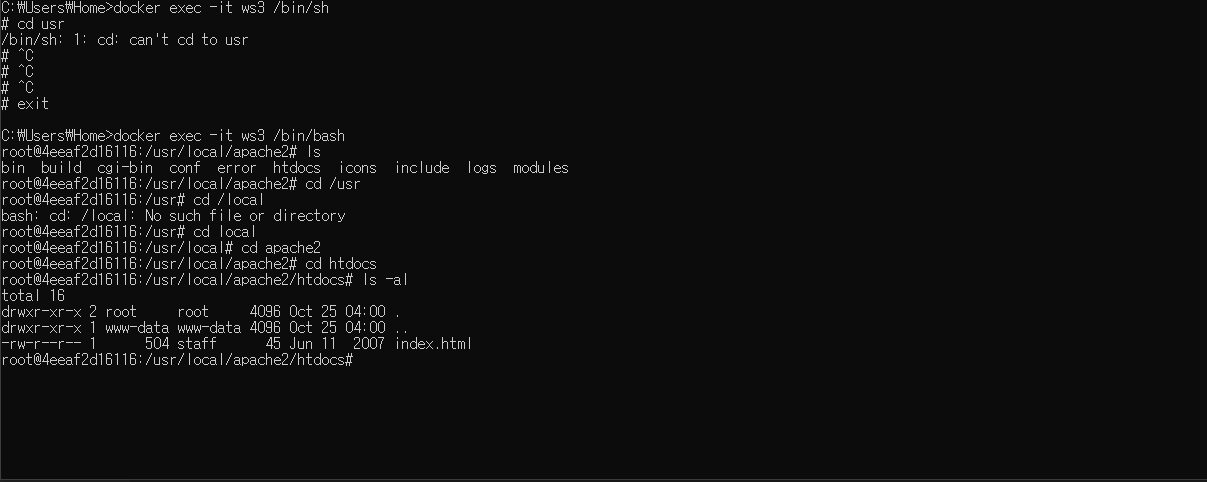 C:₩Users₩Home>docker exec -it ws3 /bin/sh
# cd usr
/bin/sh: 1: cd: can't cd to usr
# ^C
# ^C
# ^C
# exit
C:₩Users₩Home>docker exec -it ws3 /bin/bash
root@4eeaf2d16116:/usr/local/apache2# ls
bin  build  cgi-bin  conf  error  htdocs  icons  include  logs  modules
root@4eeaf2d16116:/usr/local/apache2# cd /usr
root@4eeaf2d16116:/usr# cd /local
bash: cd: /local: No such file or directory
root@4eeaf2d16116:/usr# cd local
root@4eeaf2d16116:/usr/local# cd apache2
root@4eeaf2d16116:/usr/local/apache2# cd htdocs
root@4eeaf2d16116:/usr/local/apache2/htdocs# ls -al
total 16
drwxr-xr-x 2 root     root     4096 Oct 25 04:00 .
drwxr-xr-x 1 www-data www-data 4096 Oct 25 04:00 ..
-rw-r--r-- 1      504 staff      45 Jun 11  2007 index.html
root@4eeaf2d16116:/usr/local/apache2/htdocs#